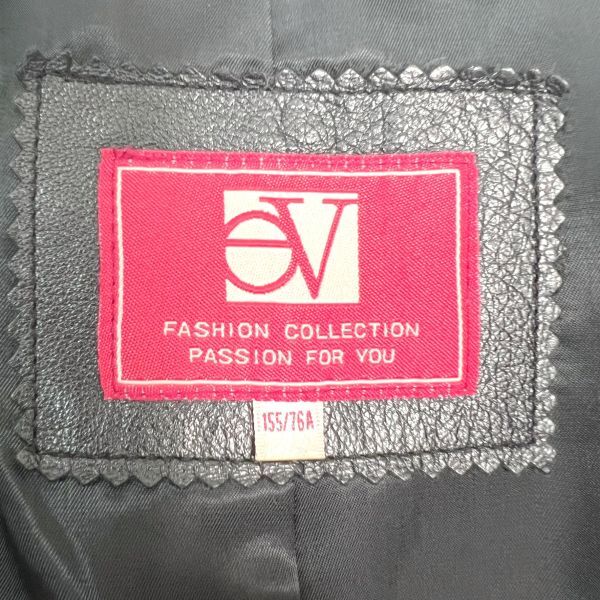 eV
FASHION COLLECTION
PASSION FOR YOU
155/76A